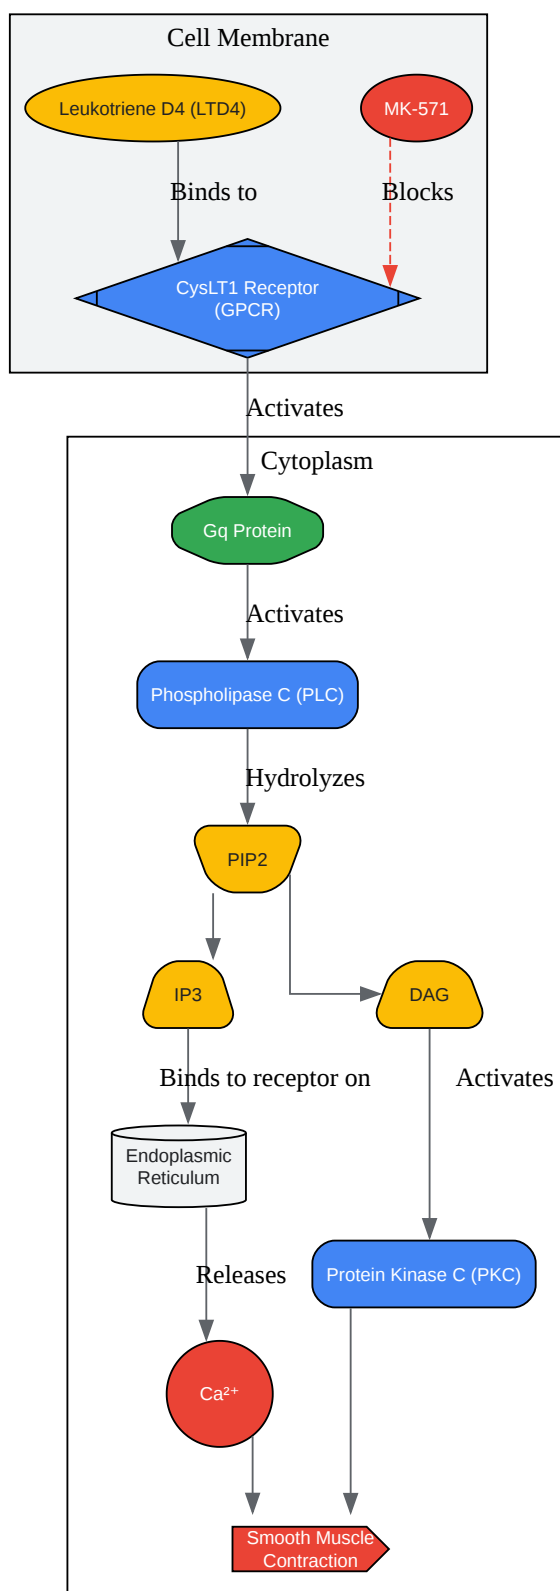 Cell Membrane
Leukotriene D4 (LTD4)
MK-571
Binds to
Blocks
CysLT1 Receptor
(GPCR)
Activates
Cytoplasm
Gq Protein
Activates
Phospholipase C (PLC)
Hydrolyzes
PIP2
IP3
DAG
Binds to receptor on
Activates
Endoplasmic
Reticulum
Releases
Protein Kinase C (PKC)
Ca²⁺
Smooth Muscle
Contraction